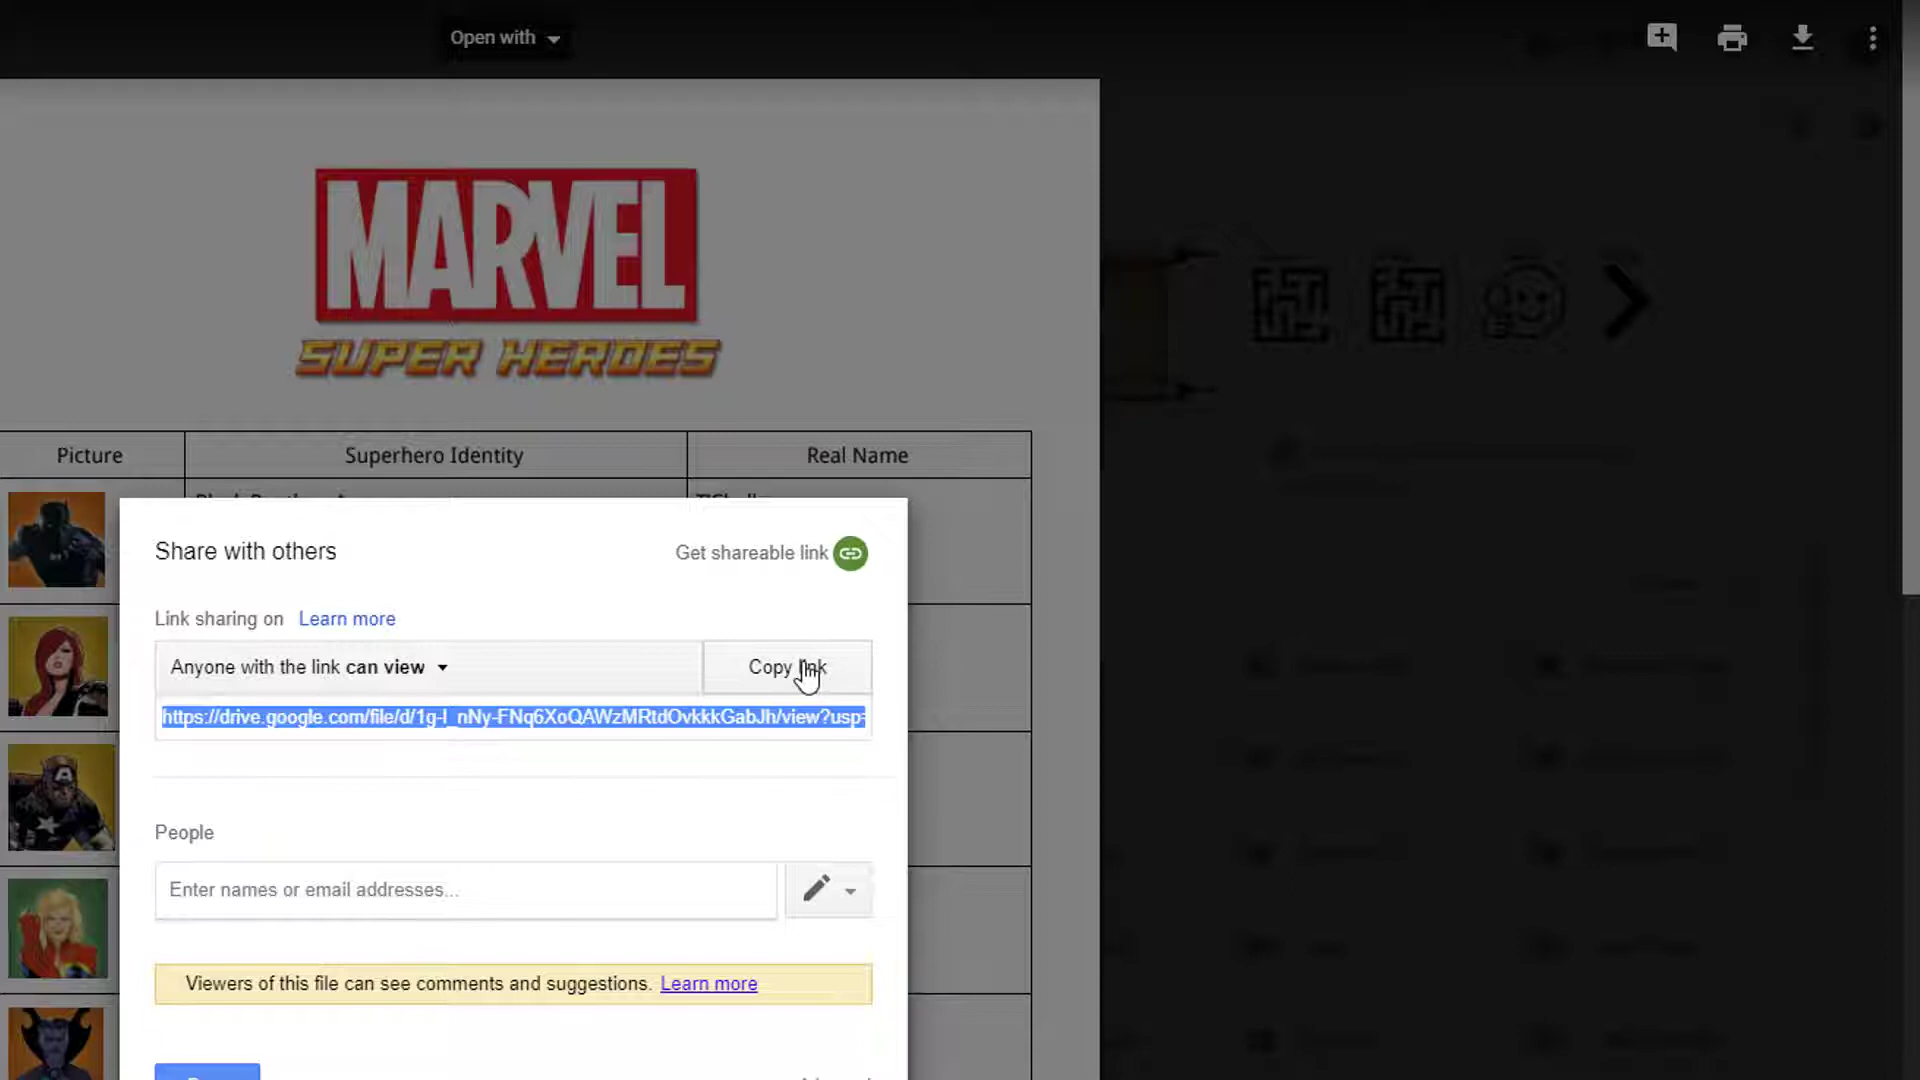 Open with
MARVEL
SUPER HEROES
Picture Superhero Identity Real Name
Share with others Get shareable link
Link sharing on Learn more
Anyone with the link can view Copy link
https://drive.google.com/file/d/1g-I_nNy-FNq6XoQAWzMRtdOvkkkGabJh/view?usp=
People
Enter names or email addresses...
Viewers of this file can see comments and suggestions. Learn more